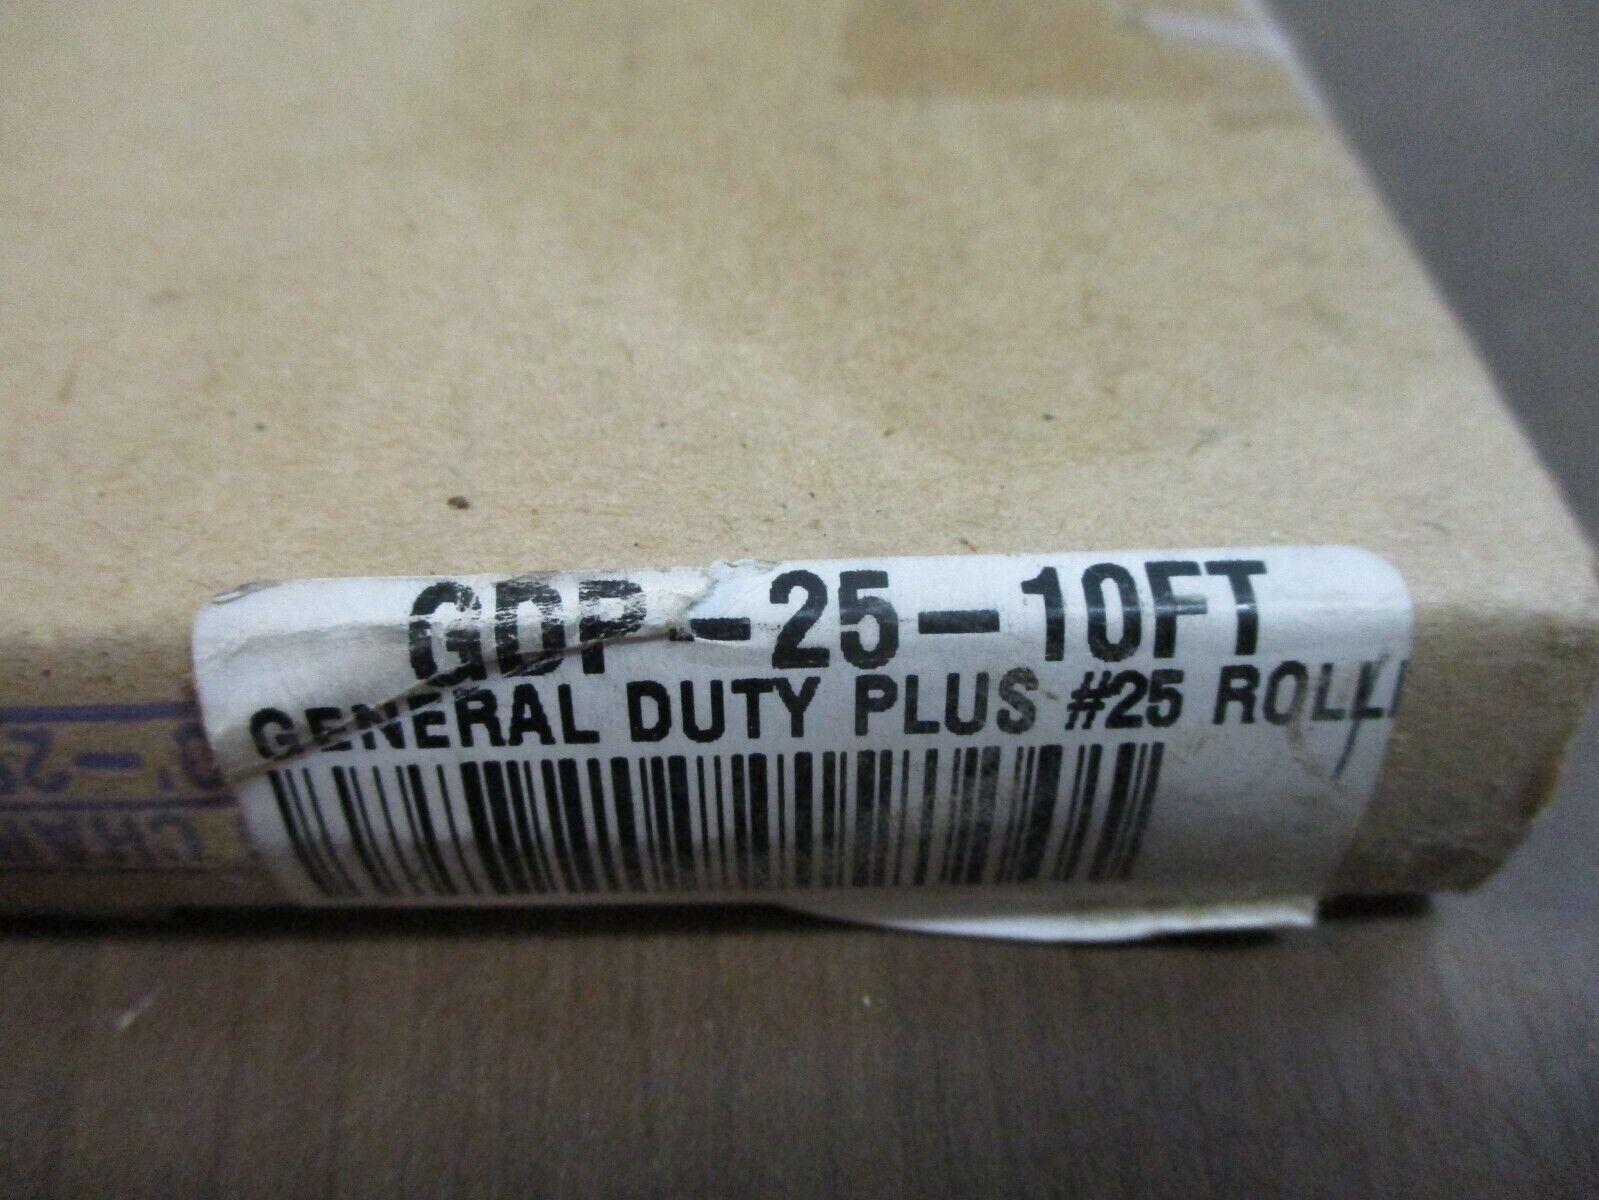 GDP-25-10FT
GENERAL DUTY PLUS #25 ROLL